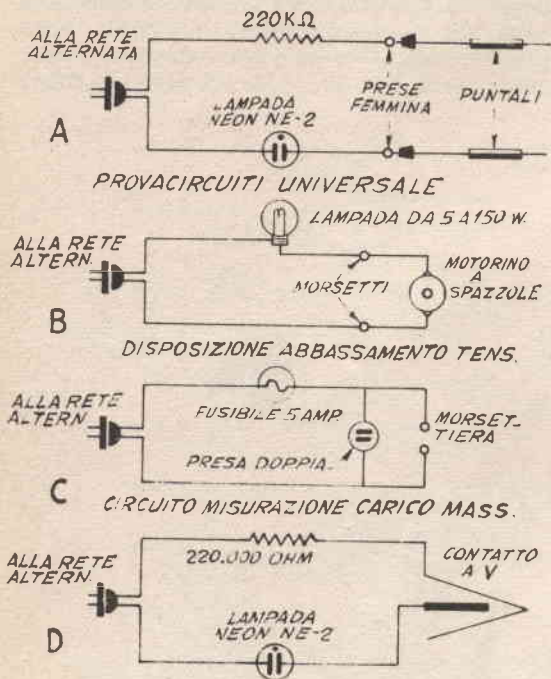 220KΩ
ALLA RETE
ALTERNATA
LAMPADA
NEON NE-2
PRESE
FEMMINA
PUNTALI
A
PROVACIRCUITI UNIVERSALE
LAMPADA DA 5 A 150 W.
ALLA RETE
ALTERN.
MORSETTI
MOTORINO
A
SPAZZOLE
B
DISPOSIZIONE ABBASSAMENTO TENS.
ALLA RETE
ALTERN
FUSIBILE 5 AMP.
MORSET-
TIERA
PRESA DOPPIA
C
CIRCUITO MISURAZIONE CARICO MASS.
ALLA RETE
ALTERN.
220.000 OHM
CONTATTO
A V
LAMPADA
NEON NE-2
D